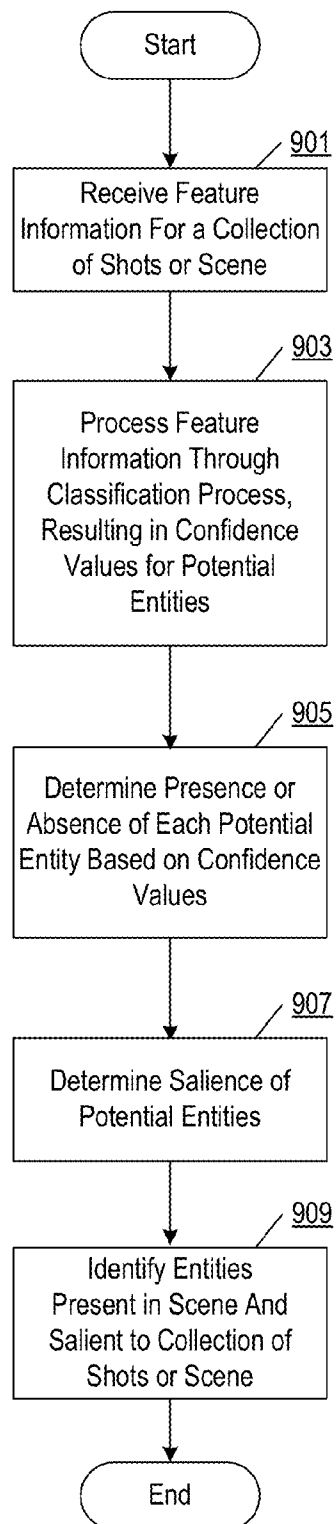 Start
901
Receive Feature
Information For a Collection
of Shots or Scene
903
Process Feature
Information Through
Classification Process,
Resulting in Confidence
Values for Potential
Entities
905
Determine Presence or
Absence of Each Potential
Entity Based on Confidence
Values
907
Determine Salience of
Potential Entities
909
Identify Entities
Present in Scene And
Salient to Collection of
Shots or Scene
End